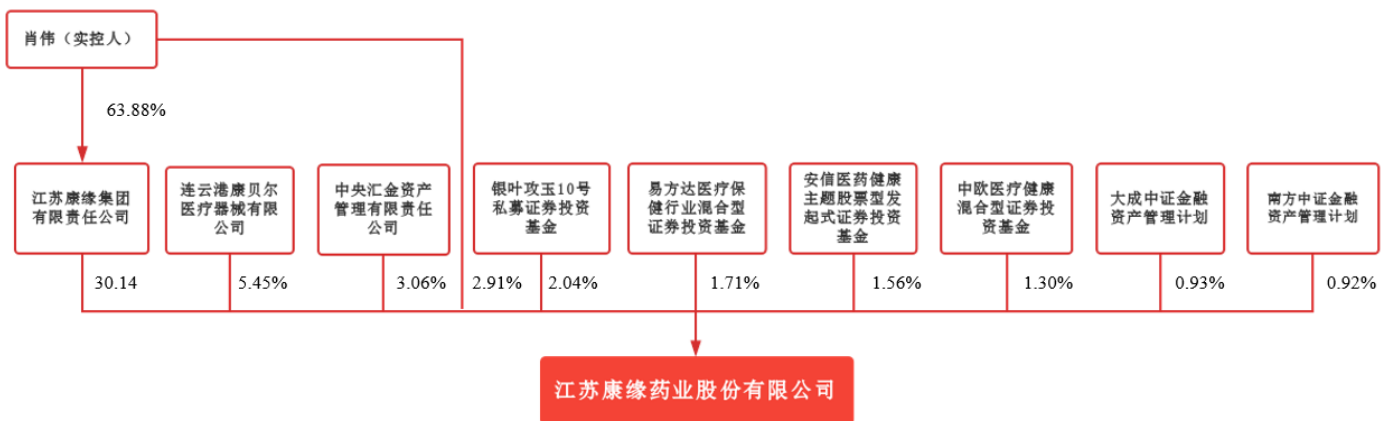 肖伟（实控人）
63.88%
江苏康缘集团
有限责任公司
连云港康贝尔
医疗器械有限公
司
中央汇金资产
管理有限责任
公司
银叶攻玉10号
私募证券投资
基金
易方达医疗保
健行业混合型
证券投资基金
安信医药健康
主题股票型发
起式证券投资
基金
中欧医疗健康
混合型证券投
资基金
大成中证金融
资产管理计划
南方中证金融
资产管理计划
30.14
5.45%
3.06%
2.91%
2.04%
1.71%
1.56%
1.30%
0.93%
0.92%
江苏康缘药业股份有限公司